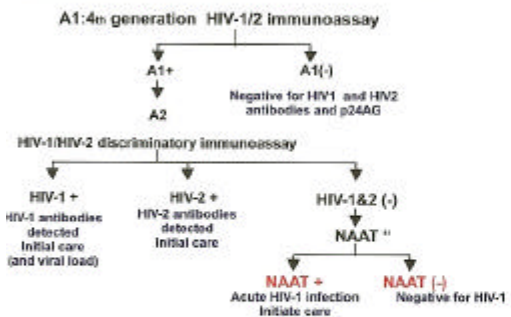 A1:4th generation HIV-1/2 immunoassay
A1+
A1(-)
Negative for HIV1 and HIV2
antibodies and p24AG
A2
HIV-1/HIV-2 discriminatory immunoassay
HIV-1 +
HIV-1 antibodies
detected
Initial care
(and viral load)
HIV-2 +
HIV-2 antibodies
detected
Initial care
HIV-1&2 (-)
NAAT "
NAAT +
Acute HIV-1 infection
Initiate care
NAAT (-)
Negative for HIV-1